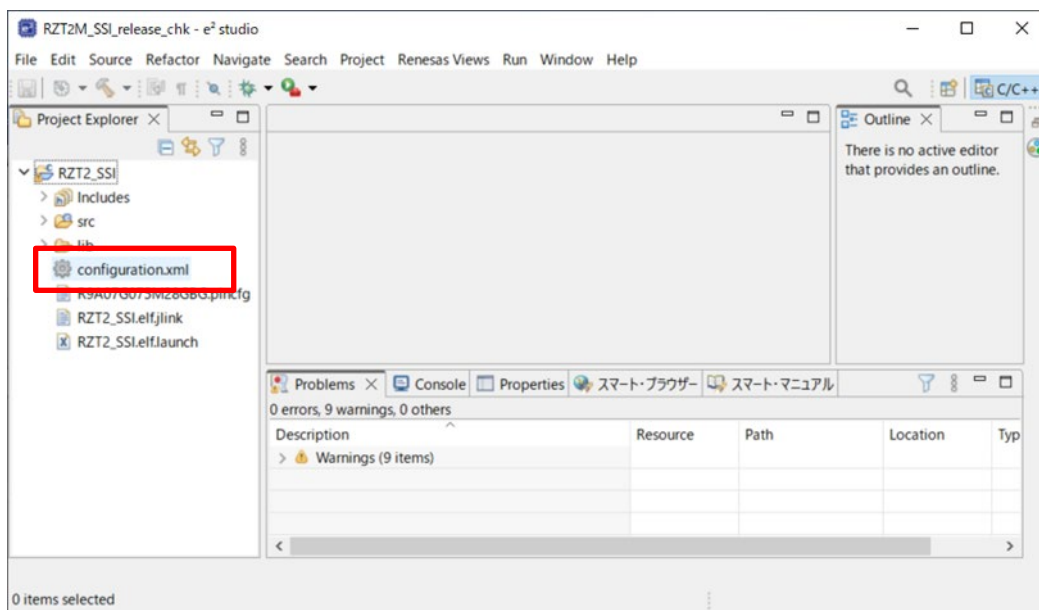 RZT2M_SSI_release_chk - e² studio
File Edit Source Refactor Navigate Search Project Renesas Views Run Window Help
C/C++
Project Explorer
Outline
RZT2_SSI
There is no active editor that provides an outline.
Includes
src
lib
configuration.xml
R9A07G075M28GBG.pincfg
RZT2_SSI.elf.jlink
RZT2_SSI.elf.launch
Problems Console Properties スマート・ブラウザー スマート・マニュアル
0 errors, 9 warnings, 0 others
Description Resource Path Location Typ
Warnings (9 items)
0 items selected